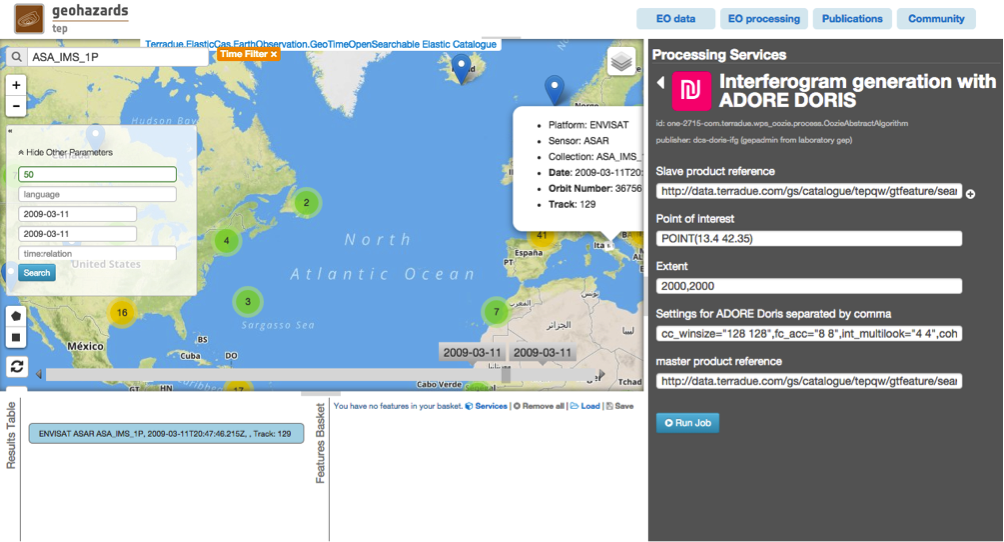 geohazards
tep
EO data
EO processing
Publications
Community
Terradue.ElasticCas.EarthObservation.GeoTimeOpenSearchable Elastic Catalogue
ASA_IMS_1P
Time Filter ×
+
−
Hudson Bay
«
Hide Other Parameters
50
language
2009-03-11
2009-03-11
time:relation
Search
United States
North
Atlantic Ocean
Sargasso Sea
México
Cuba
BS
DO
GT
HN
Cabo Verde
España
PT
Ita
Norge
AL
Tchad
المغرب
تونس
الجزائر
ليبيا
2
4
3
16
7
41
17
Platform: ENVISAT
Sensor: ASAR
Collection: ASA_IMS_
Date: 2009-03-11T20:
Orbit Number: 36756
Track: 129
2009-03-11
2009-03-11
Results Table
ENVISAT ASAR ASA_IMS_1P, 2009-03-11T20:47:46.215Z, , Track: 129
Features Basket
You have no features in your basket. Services | Remove all | Load | Save
Processing Services
Interferogram generation with
ADORE DORIS
id: one-2715-com.terradue.wps_oozie.process.OozieAbstractAlgorithm
publisher: dcs-doris-ifg (gepadmin from laboratory gep)
Slave product reference
http://data.terradue.com/gs/catalogue/tepqw/gtfeature/sear
Point of interest
POINT(13.4 42.35)
Extent
2000,2000
Settings for ADORE Doris separated by comma
cc_winsize="128 128",fc_acc="8 8",int_multilook="4 4",coh
master product reference
http://data.terradue.com/gs/catalogue/tepqw/gtfeature/sear
Run Job